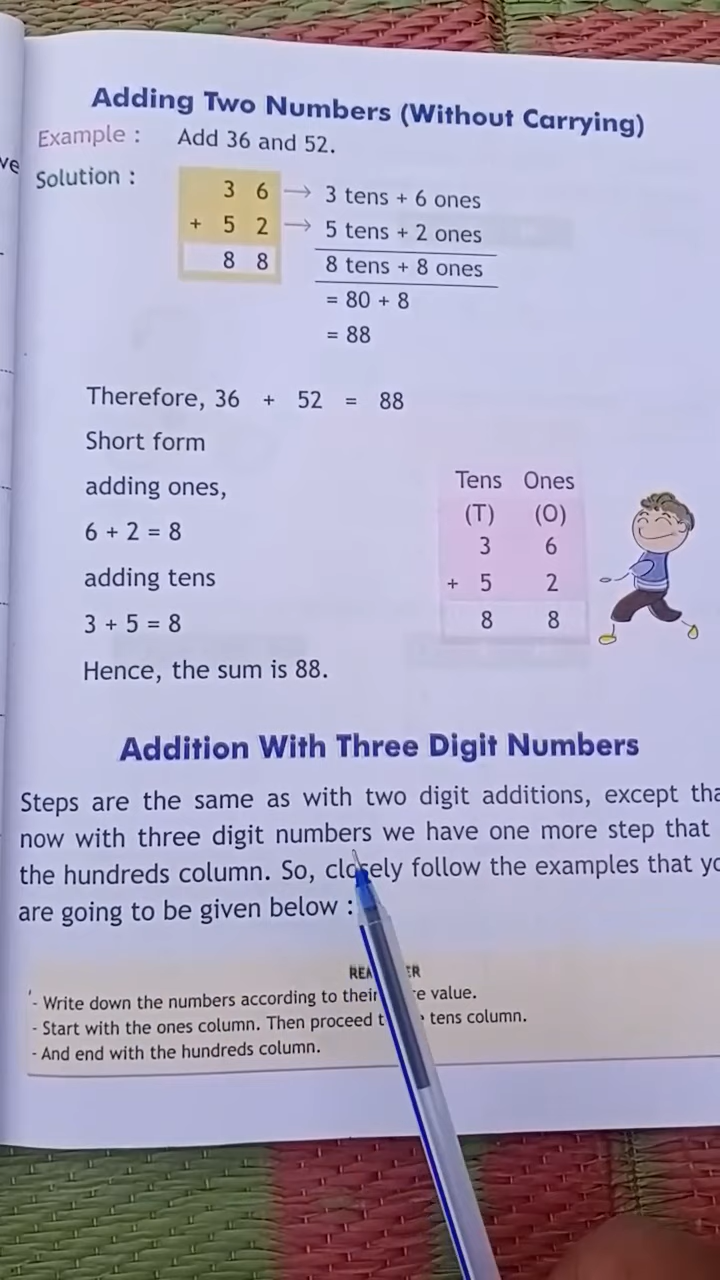 ve
Adding Two Numbers (Without Carrying)
Example : Add 36 and 52.
Solution :
3 6 → 3 tens + 6 ones
+ 5 2 → 5 tens + 2 ones
8 8 8 tens + 8 ones
= 80 + 8
= 88
Therefore, 36 + 52 = 88
Short form
adding ones,
6 + 2 = 8
adding tens
3 + 5 = 8
Hence, the sum is 88.
Tens Ones
(T) (O)
3 6
+ 5 2
8 8
Addition With Three Digit Numbers
Steps are the same as with two digit additions, except tha
now with three digit numbers we have one more step that
the hundreds column. So, closely follow the examples that yo
are going to be given below :
- Write down the numbers according to their value.
- Start with the ones column. Then proceed tens column.
- And end with the hundreds column.